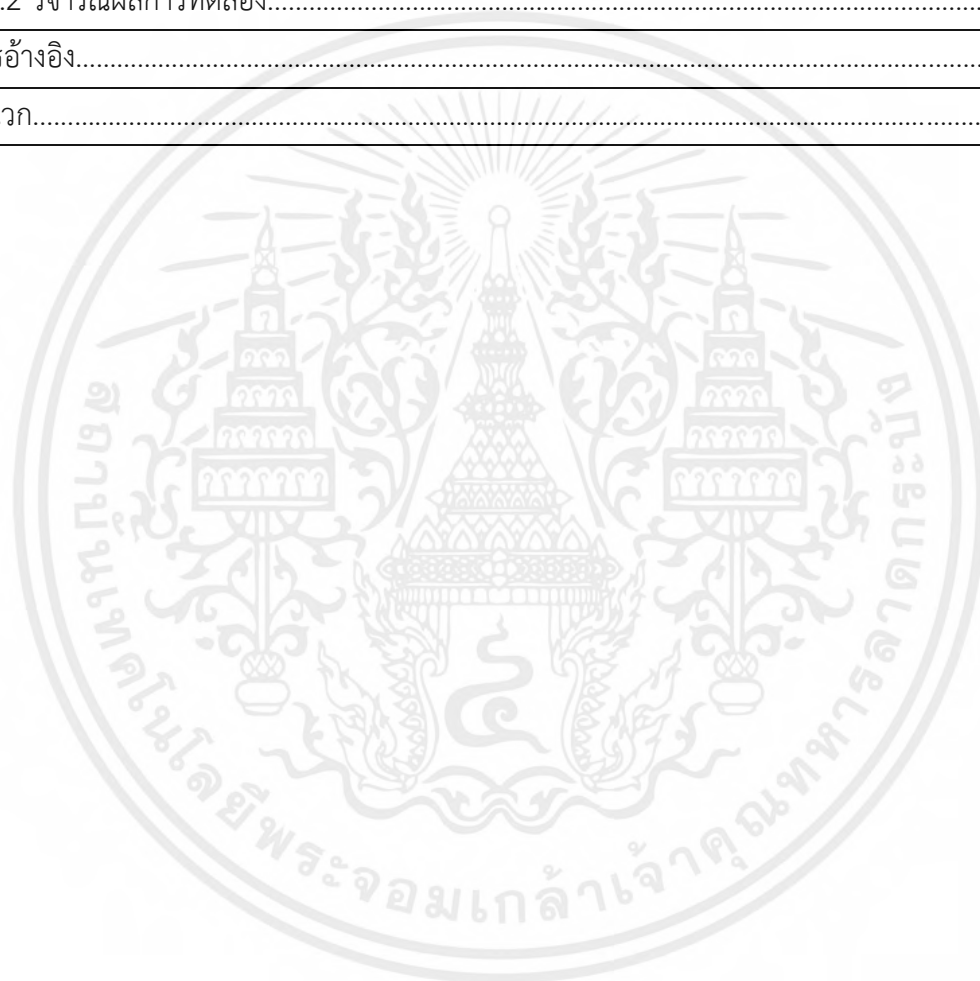 .2 วิจารณ์ผลการทดลอง..........................................................................................
อ้างอิง..........................................................................................
วก..........................................................................................
สถาบันเทคโนโลยีพระจอมเกล้าเจ้าคุณทหารลาดกระบัง
๔